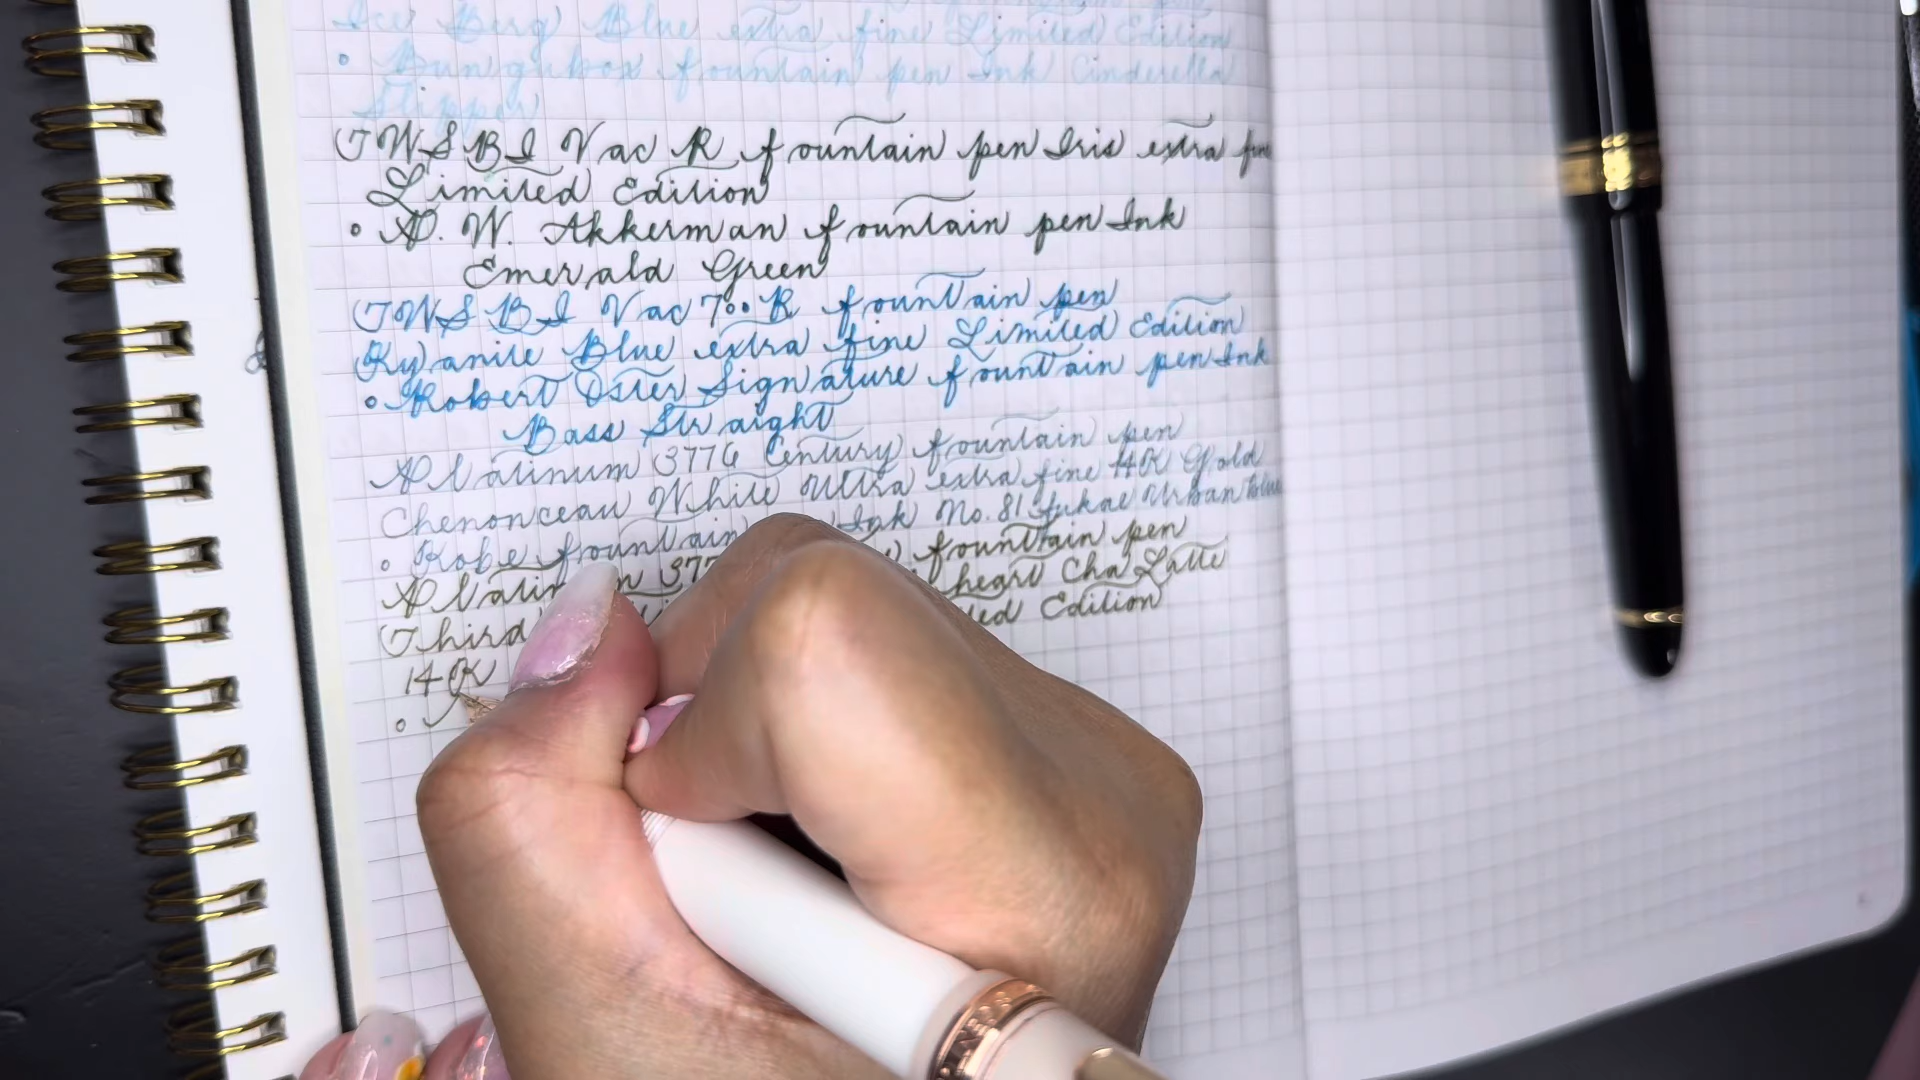 Ice Berg Blue extra fine Limited Edition
• Bungubox fountain pen Ink Cinderella
Slipper
TWSBI Vac R fountain pen Iris extra fine
Limited Edition
• P. W. Akkerman fountain pen Ink
Emerald Green
TWSBI Vac 700 R fountain pen
Kyanite Blue extra fine Limited Edition
• Robert Oster Signature fountain pen Ink
Bass Straight
Platinum 3776 Century fountain pen
Chenonceau White Ultra extra fine 14K Gold
• Kobe fountain Ink No. 81 Fukae Urban Blue
Platinum 377 fountain pen
Third heart Cha Latte
Edition
14K
•